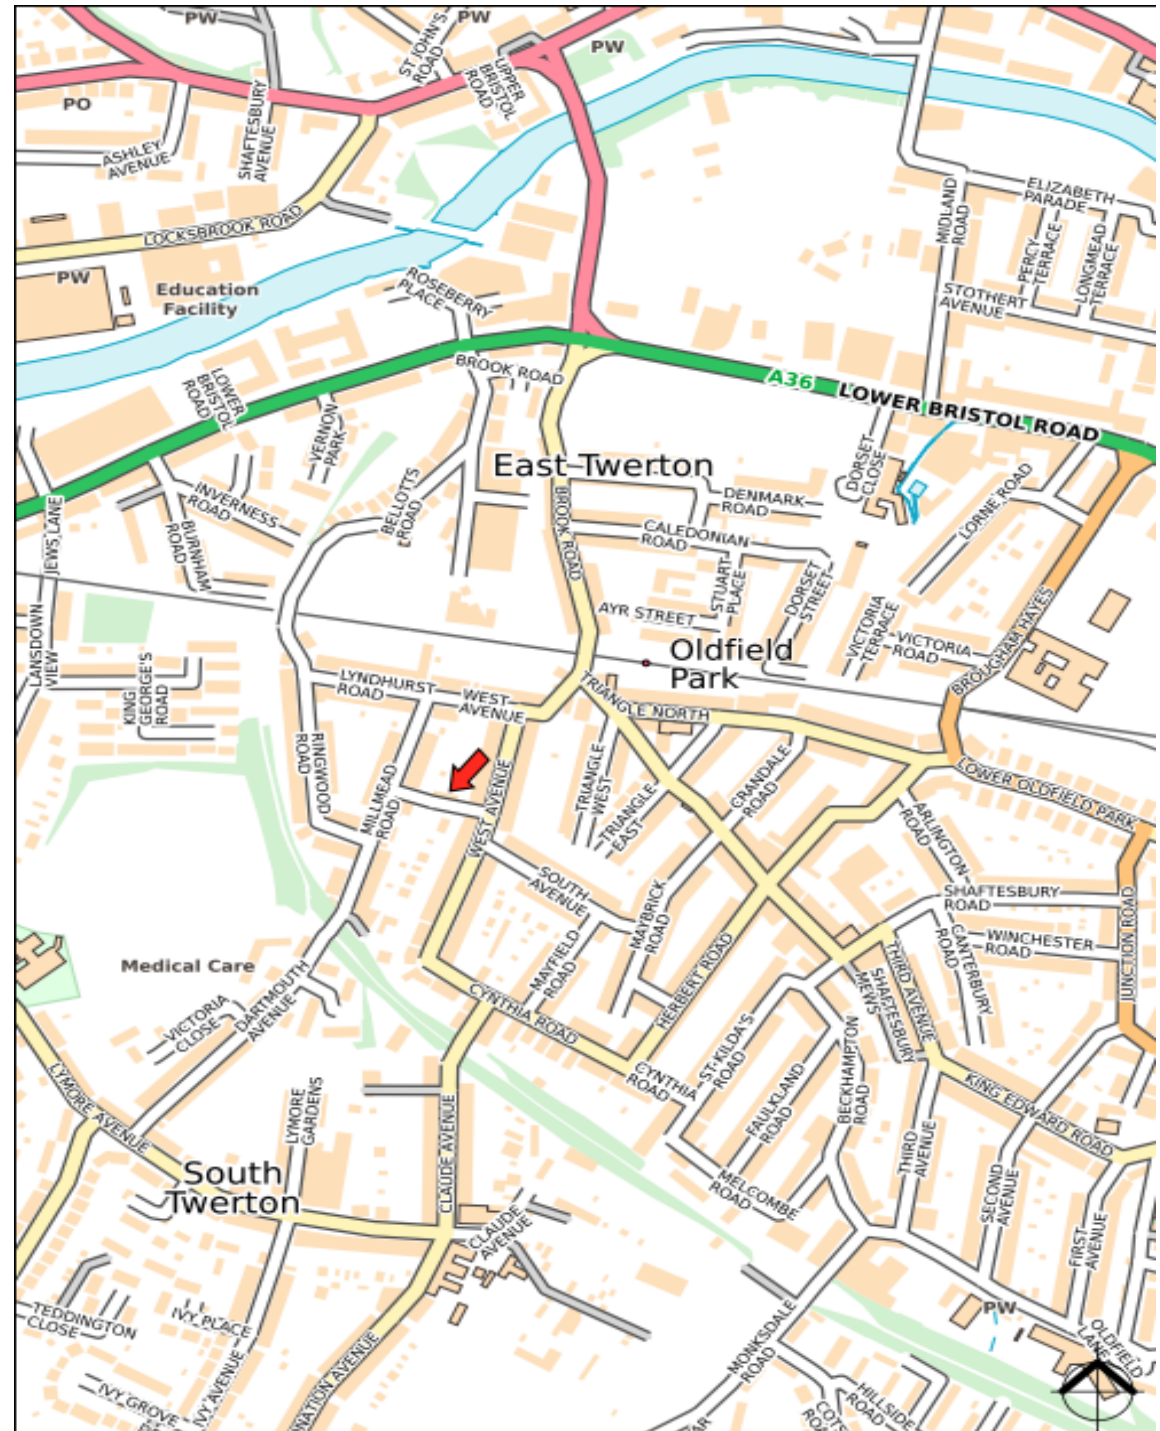 PW
PW
ST JOHN'S
ROAD
PW
UPPER
BRISTOL
ROAD
PO
SHAFTESBURY
AVENUE
ASHLEY
AVENUE
LOCKSBROOK ROAD
PW
Education
Facility
ROSEBERRY
PLACE
MIDLAND
ROAD
ELIZABETH
PARADE
PERCY
TERRACE
LONGMEAD
TERRACE
STOTHERT
AVENUE
BROOK ROAD
A36
LOWER BRISTOL ROAD
LOWER
BRISTOL
ROAD
VERNON
PARK
East Twerton
DORSET
CLOSE
BELLOTTS
ROAD
INVERNESS
ROAD
BURNHAM
ROAD
JEWS LANE
BROOK ROAD
DENMARK
ROAD
CALEDONIAN
ROAD
LORNE ROAD
STUART
PLACE
DORSET
STREET
AYR STREET
VICTORIA
TERRACE
VICTORIA
ROAD
BROUGHAM HAYES
Oldfield
Park
LANSDOWN
VIEW
KING
GEORGE'S
ROAD
LYNDHURST
ROAD
WEST
AVENUE
TRIANGLE NORTH
RINGWOOD
ROAD
MILLMEAD
ROAD
WEST AVENUE
TRIANGLE
WEST
TRIANGLE
EAST
CRANDALE
ROAD
LOWER OLDFIELD PARK
ARLINGTON
ROAD
SOUTH
AVENUE
MAYBRICK
ROAD
SHAFTESBURY
ROAD
WINCHESTER
ROAD
CANTERBURY
ROAD
JUNCTION ROAD
Medical Care
MAYFIELD
ROAD
HERBERT ROAD
THIRD AVENUE
SHAFTESBURY
MEWS
VICTORIA
CLOSE
DARTMOUTH
AVENUE
CYNTHIA ROAD
CYNTHIA
ROAD
ST KILDA'S
ROAD
FAULKLAND
ROAD
BECKHAMPTON
ROAD
KING EDWARD ROAD
LYMORE AVENUE
LYMORE
GARDENS
CLAUDE AVENUE
THIRD
AVENUE
South
Twerton
MELCOMBE
ROAD
SECOND
AVENUE
FIRST
AVENUE
CLAUDE
AVENUE
TEDDINGTON
CLOSE
IVY PLACE
IVY AVENUE
IVY GROVE
NATION AVENUE
MONKSDALE
ROAD
PW
OLDFIELD
LANE
HILLSIDE
ROAD
COTS
ROA
AR